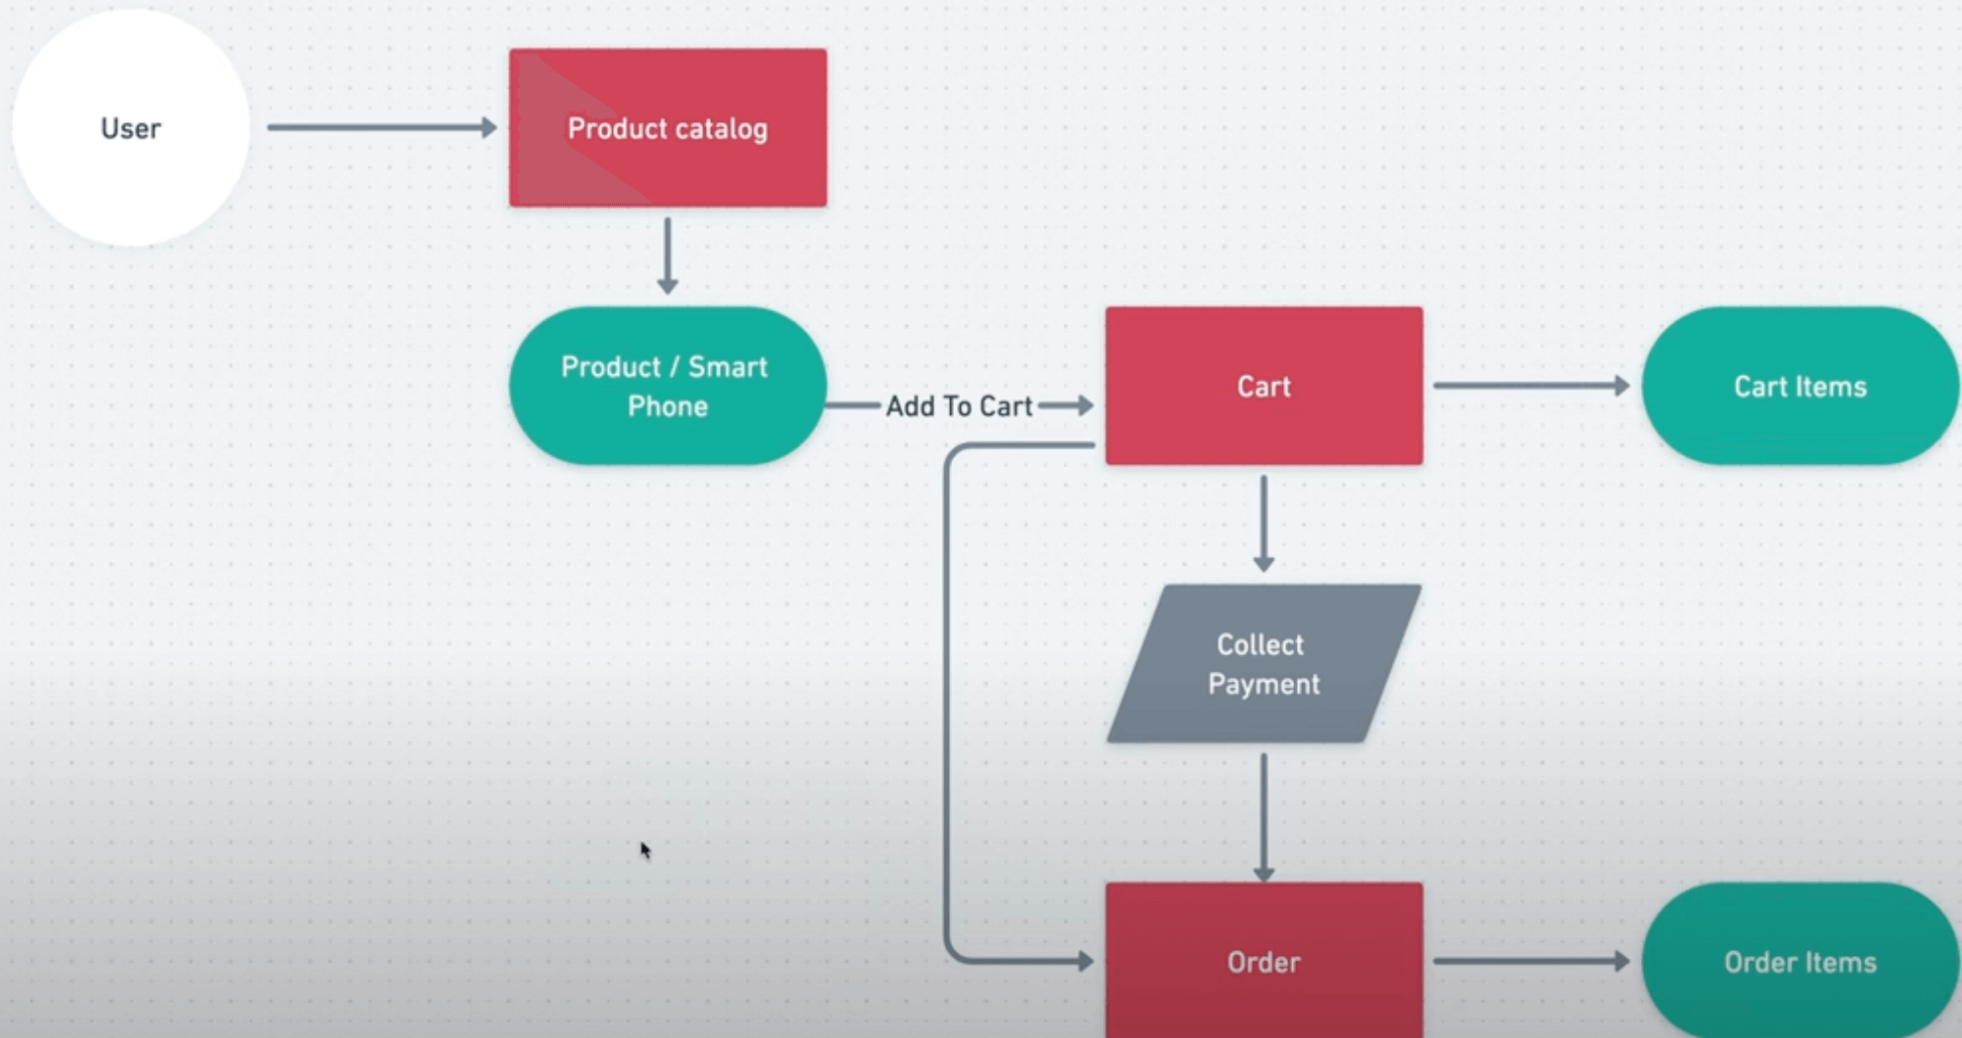 User
Product catalog
Product / Smart
Phone
Add To Cart
Cart
Cart Items
Collect
Payment
Order
Order Items